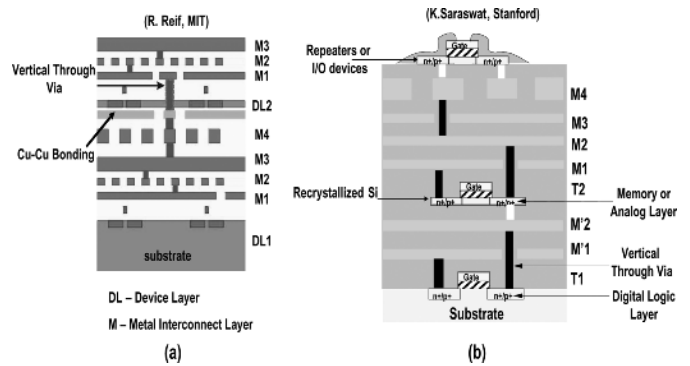 (R. Reif, MIT)
M3
M2
M1
Vertical Through
Via
DL2
M4
Cu-Cu Bonding
M3
M2
M1
DL1
substrate
DL – Device Layer
M – Metal Interconnect Layer
(a)
(K.Saraswat, Stanford)
Repeaters or
I/O devices
Gate
n+/p+
n+/p+
M4
M3
M2
M1
Recrystallized Si
Gate
n+/p+
n+/p+
T2
Memory or
Analog Layer
M'2
M'1
Vertical
Through Via
Gate
T1
n+/p+
n+/p+
Digital Logic
Layer
Substrate
(b)